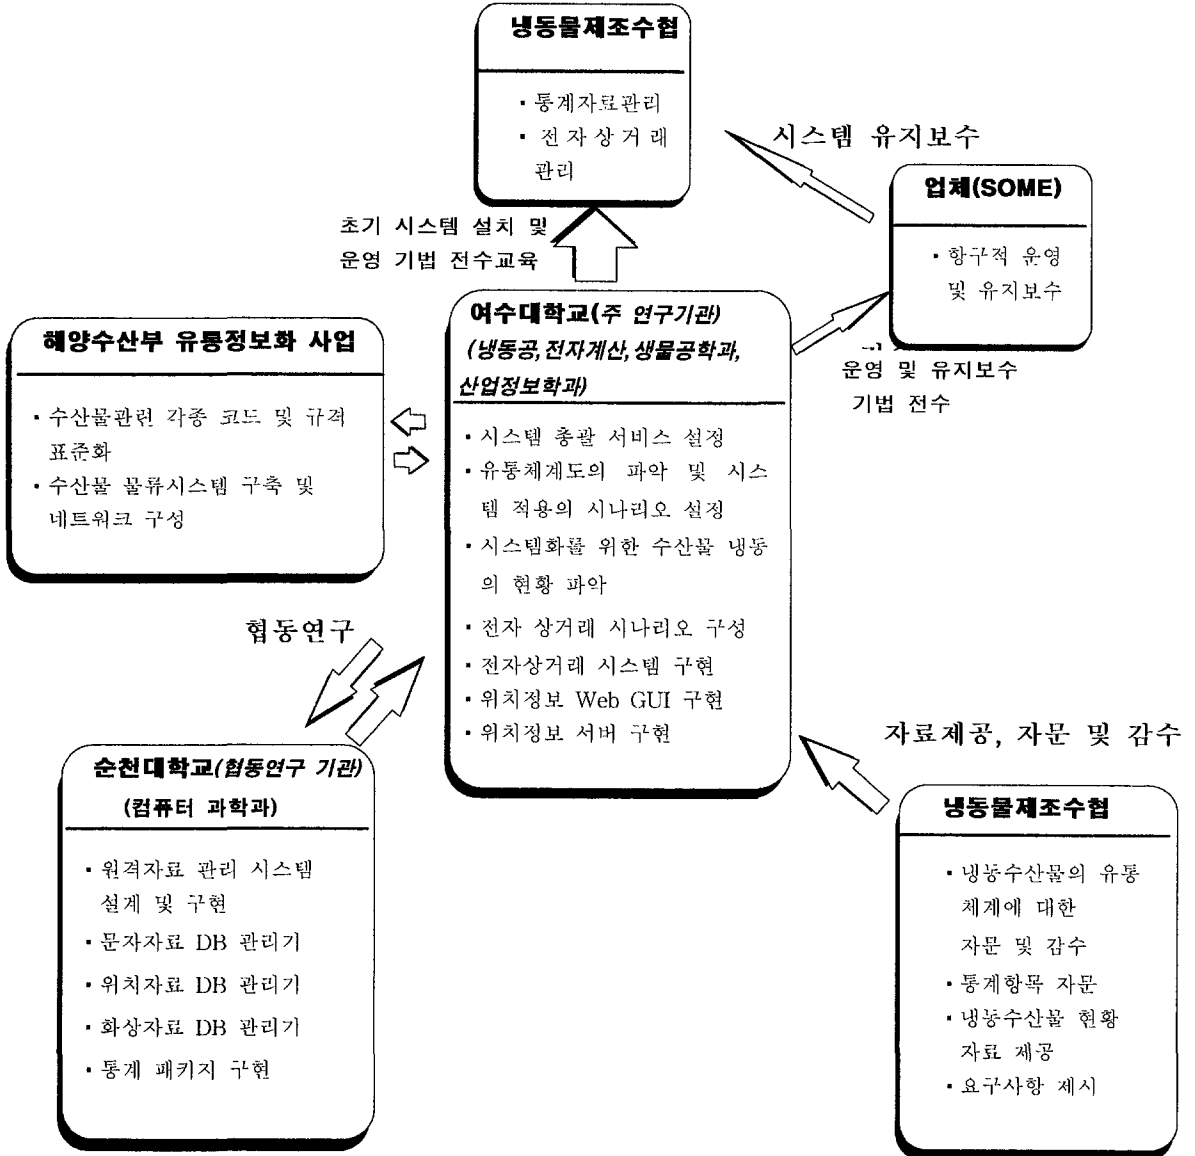 냉동물제조수협
▪ 통계자료관리
▪ 전자상거래
관리
시스템 유지보수
업체(SOME)
▪ 항구적 운영
및 유지보수
초기 시스템 설치 및
운영 기법 전수교육
운영 및 유지보수
기법 전수
해양수산부 유통정보화 사업
▪ 수산물관련 각종 코드 및 규격
표준화
▪ 수산물 물류시스템 구축 및
네트워크 구성
여수대학교(주 연구기관)
(냉동공,전자계산,생물공학과,
산업정보학과)
▪ 시스템 총괄 서비스 설정
▪ 유통체계도의 파악 및 시스
템 적용의 시나리오 설정
▪ 시스템화를 위한 수산물 냉동
의 현황 파악
▪ 전자 상거래 시나리오 구성
▪ 전자상거래 시스템 구현
▪ 위치정보 Web GUI 구현
▪ 위치정보 서버 구현
협동연구
순천대학교(협동연구 기관)
(컴퓨터 과학과)
▪ 원격자료 관리 시스템
설계 및 구현
▪ 문자자료 DB 관리기
▪ 위치자료 DB 관리기
▪ 화상자료 DB 관리기
▪ 통계 패키지 구현
자료제공, 자문 및 감수
냉동물제조수협
▪ 냉동수산물의 유통
체계에 대한
자문 및 감수
▪ 통계항목 자문
▪ 냉동수산물 현황
자료 제공
▪ 요구사항 제시